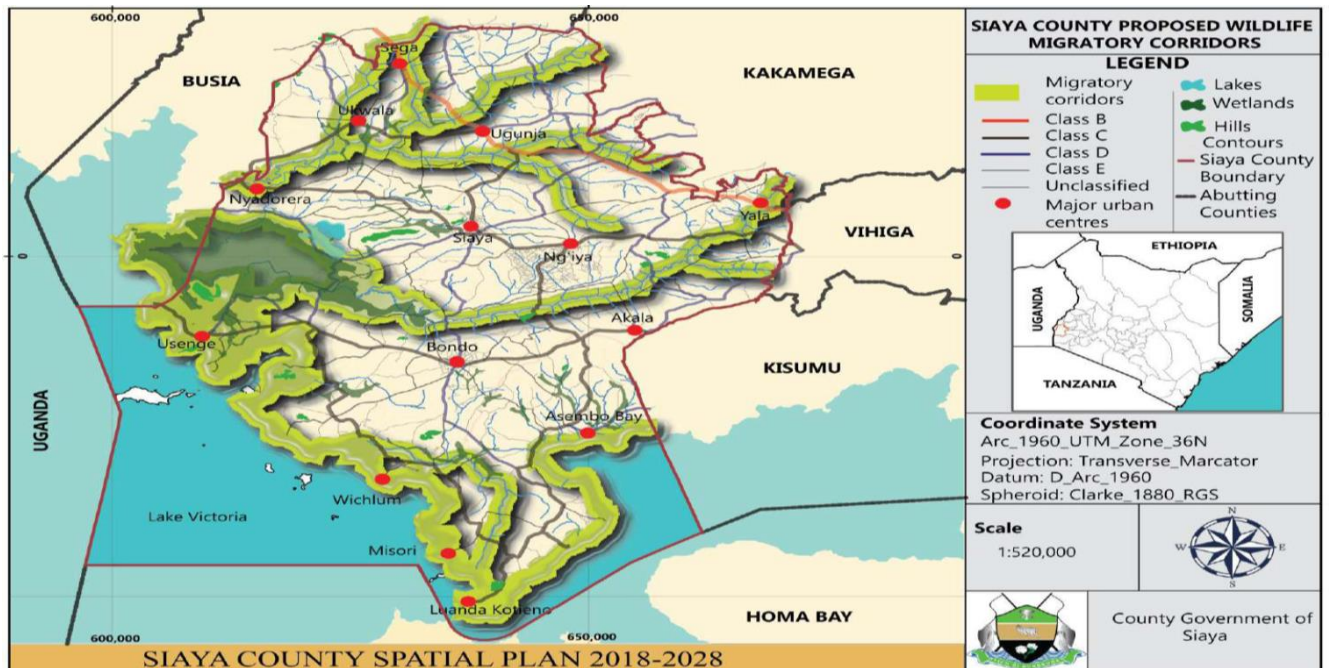 600,000
650,000
BUSIA
KAKAMEGA
Sega
Ukwala
Ugunja
Nyadorera
Yala
Siaya
Ng'iya
VIHIGA
0
0
Usenge
Akala
Bondo
KISUMU
UGANDA
Asembo Bay
Wichlum
Lake Victoria
Misori
Luanda Kotieno
HOMA BAY
600,000
650,000
SIAYA COUNTY SPATIAL PLAN 2018-2028
SIAYA COUNTY PROPOSED WILDLIFE
MIGRATORY CORRIDORS
LEGEND
Migratory
corridors
Class B
Class C
Class D
Class E
Unclassified
Major urban
centres
Lakes
Wetlands
Hills
Contours
Siaya County
Boundary
Abutting
Counties
ETHIOPIA
UGANDA
SOMALIA
TANZANIA
Coordinate System
Arc_1960_UTM_Zone_36N
Projection: Transverse_Marcator
Datum: D_Arc_1960
Spheroid: Clarke_1880_RGS
Scale
1:520,000
N
W
E
S
County Government of
Siaya